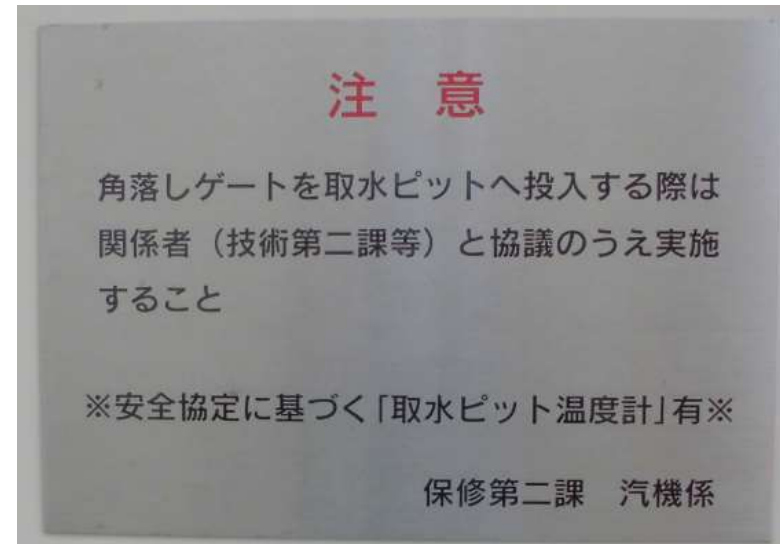 注　意
角落しゲートを取水ピットへ投入する際は
関係者（技術第二課等）と協議のうえ実施
すること
※安全協定に基づく「取水ピット温度計」有※
保修第二課　汽機係